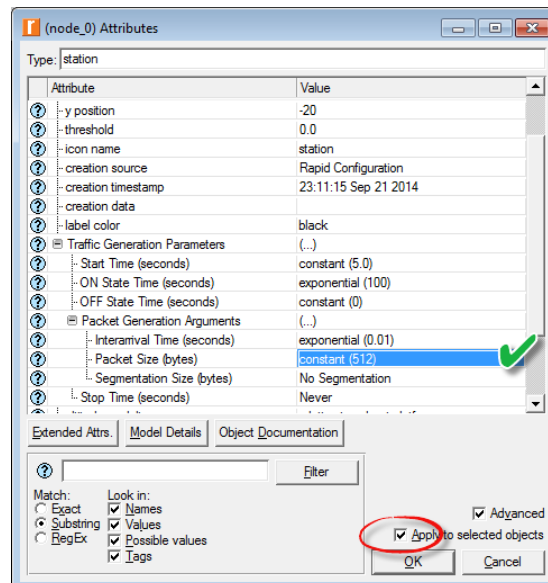 (node_0) Attributes
Type: station
Attribute Value
y position -20
threshold 0.0
icon name station
creation source Rapid Configuration
creation timestamp 23:11:15 Sep 21 2014
creation data
label color black
Traffic Generation Parameters (...)
Start Time (seconds) constant (5.0)
ON State Time (seconds) exponential (100)
OFF State Time (seconds) constant (0)
Packet Generation Arguments (...)
Interarrival Time (seconds) exponential (0.01)
Packet Size (bytes) constant (512)
Segmentation Size (bytes) No Segmentation
Stop Time (seconds) Never
Extended Attrs. Model Details Object Documentation
Filter
Match: Look in:
Exact Names
Substring Values
RegEx Possible values
Tags
Advanced
Apply to selected objects
OK Cancel